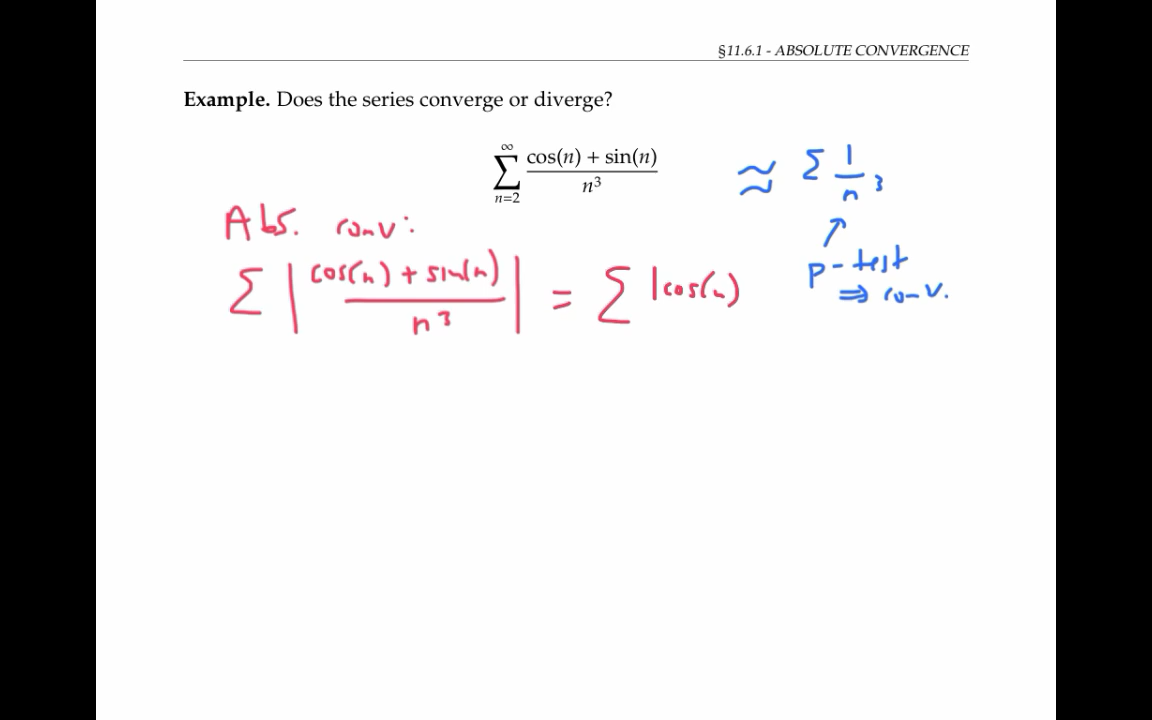 §11.6.1 - ABSOLUTE CONVERGENCE
Example. Does the series converge or diverge?
∞ ∑ n=2 cos(n) + sin(n) / n³ ≈ Σ 1/n³
Abs. conv:
Σ | cos(n) + sin(n) / n³ | = Σ |cos(n)
↑
p-test
⇒ conv.